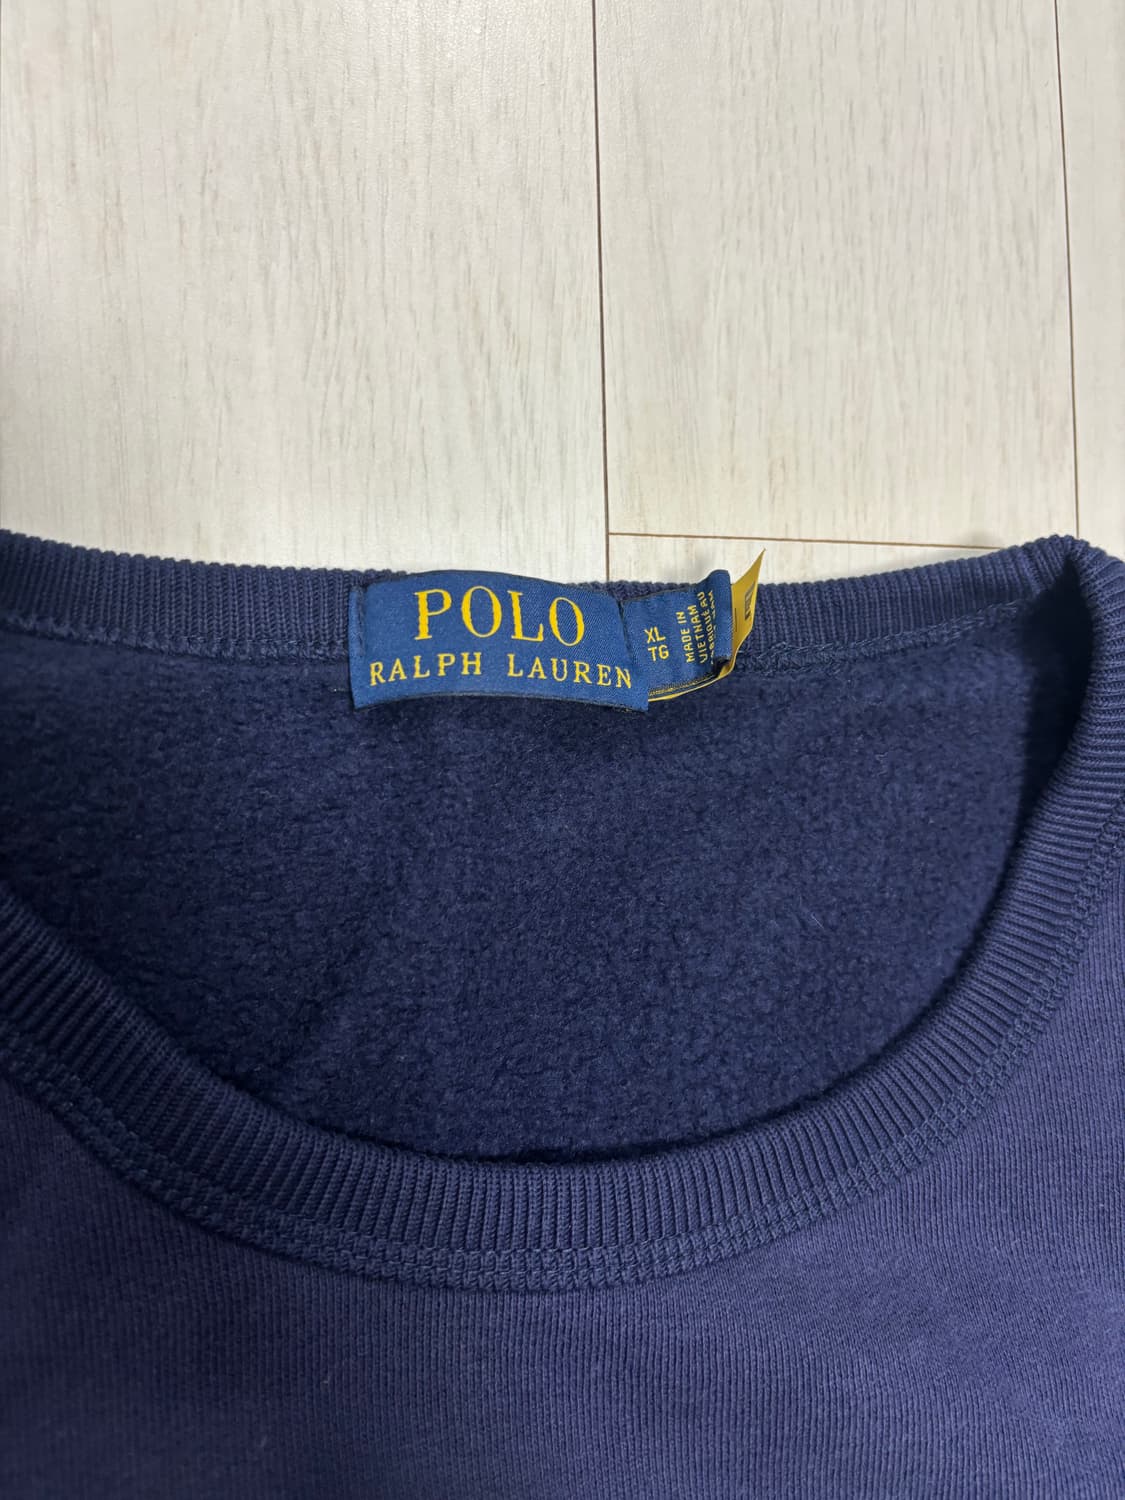 POLO
RALPH LAUREN
XL
TG
MADE IN
VIETNAM